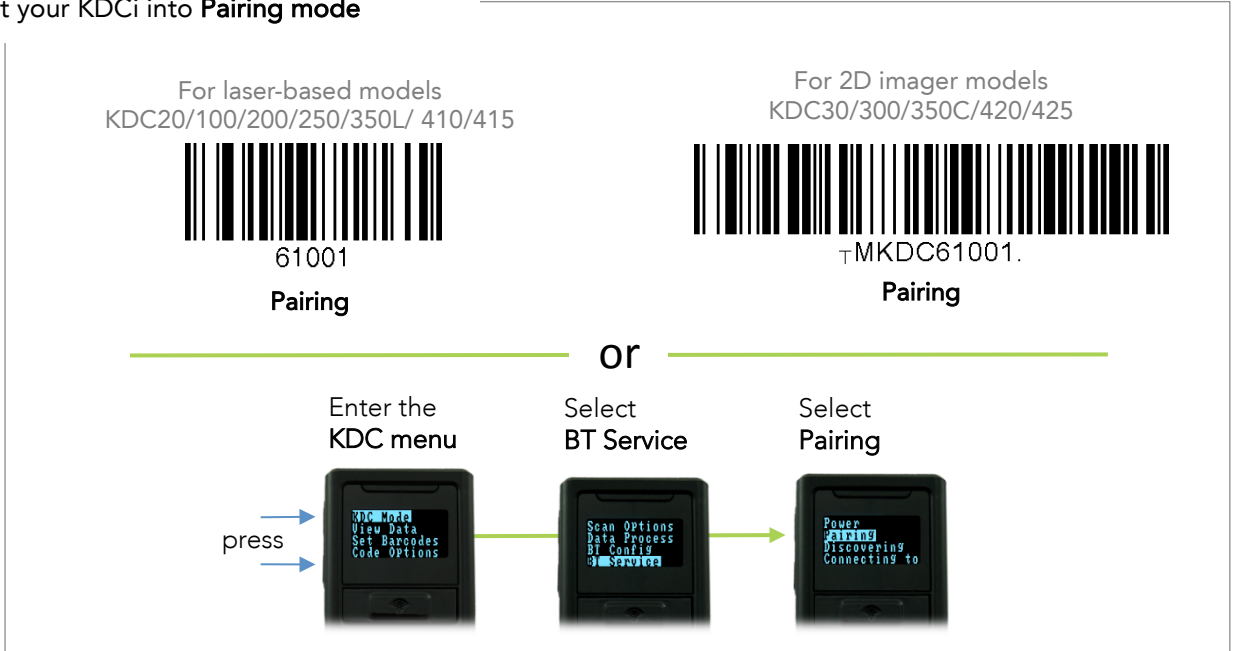 t your KDCi into Pairing mode
For laser-based models
KDC20/100/200/250/350L/ 410/415
61001
Pairing
For 2D imager models
KDC30/300/350C/420/425
┬MKDC61001.
Pairing
or
Enter the
KDC menu
Select
BT Service
Select
Pairing
press
KDC Mode
View Data
Set Barcodes
Code Options
Scan Options
Data Process
BT Config
BT Service
Power
Pairing
Discovering
Connecting to